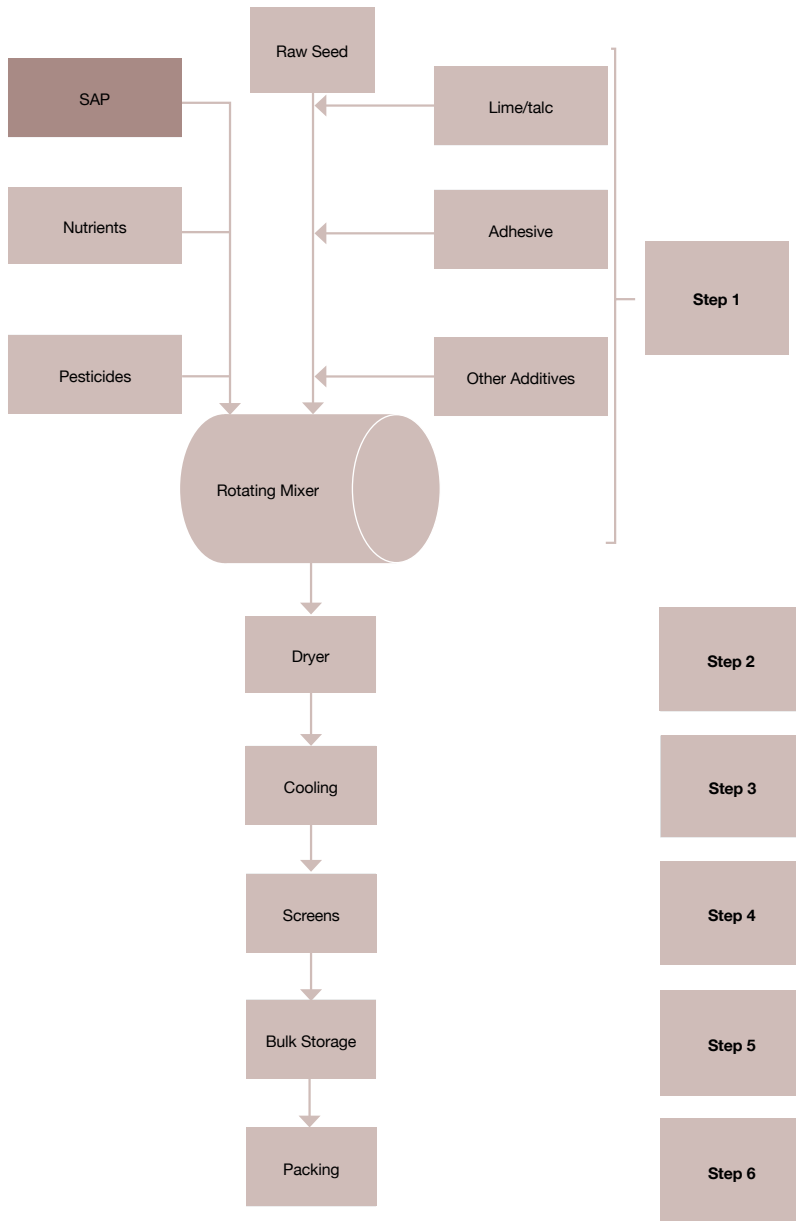 Raw Seed
SAP
Lime/talc
Nutrients
Adhesive
Step 1
Pesticides
Other Additives
Rotating Mixer
Dryer
Step 2
Cooling
Step 3
Screens
Step 4
Bulk Storage
Step 5
Packing
Step 6